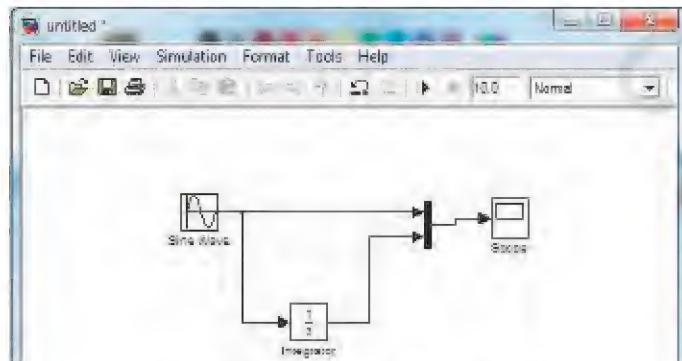 untitled *
File Edit View Simulation Format Tools Help
10.0 Normal
Sine Wave
Scope
1
s
Integrator